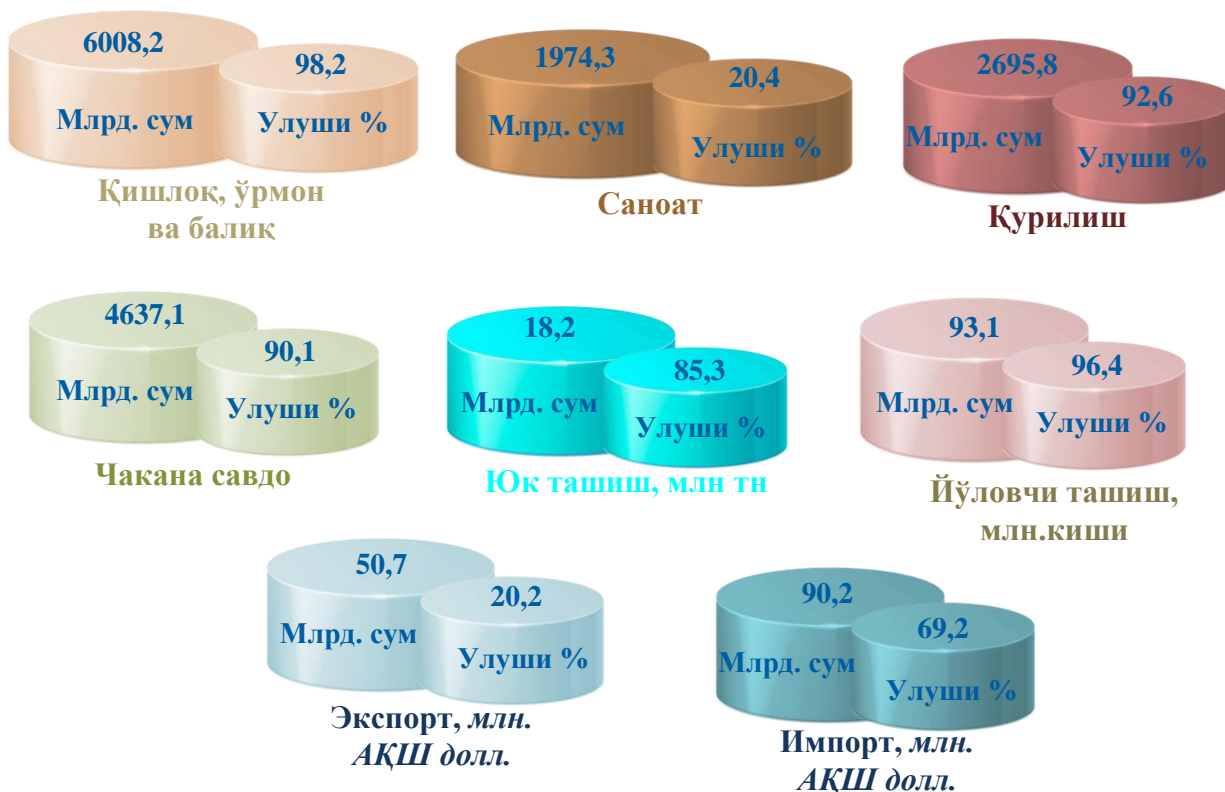 6008,2
98,2
Млрд. сум
Улуши %
Қишлоқ, ўрмон
ва балиқ
1974,3
20,4
Млрд. сум
Улуши %
Саноат
2695,8
92,6
Млрд. сум
Улуши %
Қурилиш
4637,1
90,1
Млрд. сум
Улуши %
Чакана савдо
18,2
85,3
Млрд. сум
Улуши %
Юк ташиш, млн тн
93,1
96,4
Млрд. сум
Улуши %
Йўловчи ташиш,
млн.киши
50,7
20,2
Млрд. сум
Улуши %
Экспорт, млн.
АҚШ долл.
90,2
69,2
Млрд. сум
Улуши %
Импорт, млн.
АҚШ долл.